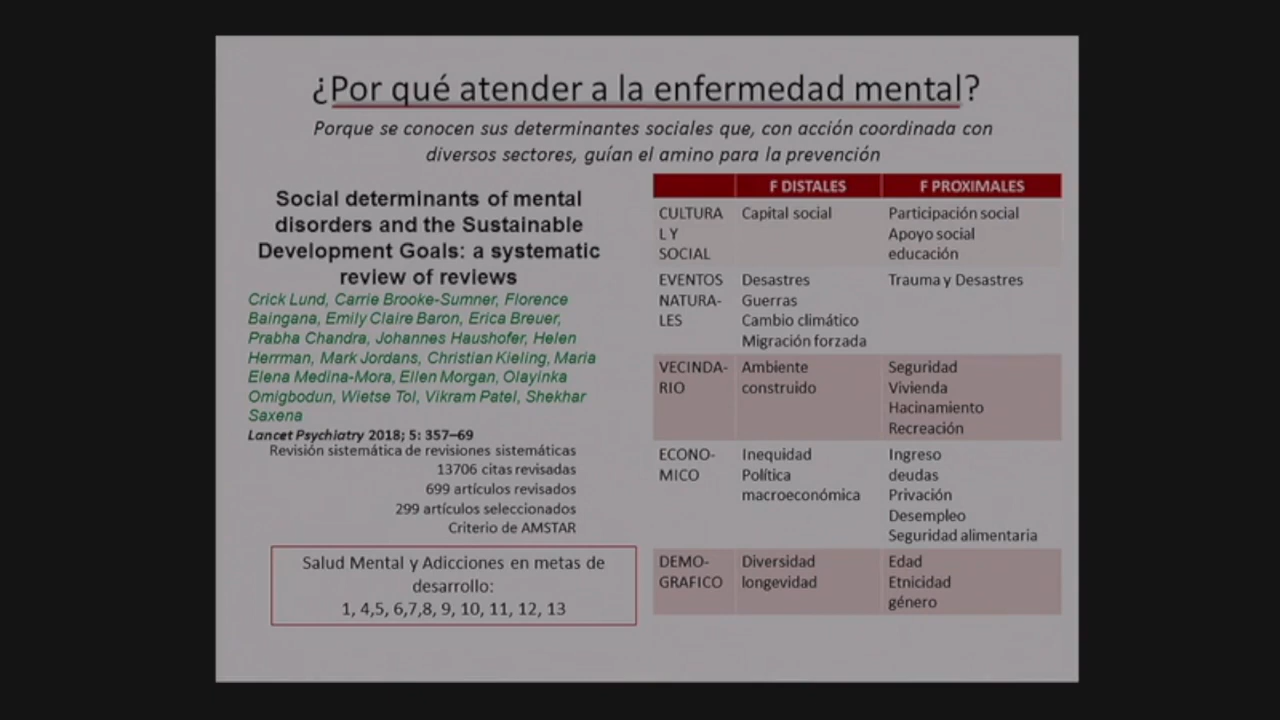 ¿Por qué atender a la enfermedad mental?
Porque se conocen sus determinantes sociales que, con acción coordinada con
diversos sectores, guían el amino para la prevención
Social determinants of mental
disorders and the Sustainable
Development Goals: a systematic
review of reviews
Crick Lund, Carrie Brooke-Sumner, Florence
Baingana, Emily Claire Baron, Erica Breuer,
Prabha Chandra, Johannes Haushofer, Helen
Herrman, Mark Jordans, Christian Kieling, Maria
Elena Medina-Mora, Ellen Morgan, Olayinka
Omigbodun, Wietse Tol, Vikram Patel, Shekhar
Saxena
Lancet Psychiatry 2018; 5: 357–69
Revisión sistemática de revisiones sistemáticas
13706 citas revisadas
699 artículos revisados
299 artículos seleccionados
Criterio de AMSTAR
Salud Mental y Adicciones en metas de
desarrollo:
1, 4,5, 6,7,8, 9, 10, 11, 12, 13
F DISTALES F PROXIMALES
CULTURA Capital social Participación social
L Y Apoyo social
SOCIAL educación
EVENTOS Desastres Trauma y Desastres
NATURA- Guerras
LES Cambio climático
Migración forzada
VECINDA- Ambiente Seguridad
RIO construido Vivienda
Hacinamiento
Recreación
ECONO- Inequidad Ingreso
MICO Política deudas
macroeconómica Privación
Desempleo
Seguridad alimentaria
DEMO- Diversidad Edad
GRAFICO longevidad Etnicidad
género